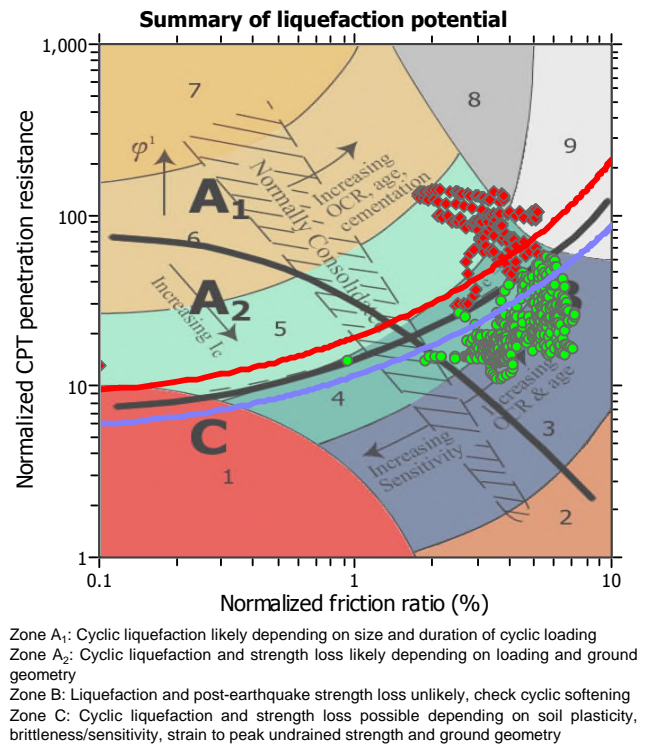 Summary of liquefaction potential
Normalized CPT penetration resistance
1,000
100
10
1
7
8
9
φ¹
A₁
6
Normally Consolidated
Increasing
OCR, age,
cementation
A₂
Increasing Ic
5
4
C
1
Increasing
Sensitivity
Increasing
OCR & age
3
2
0.1
1
10
Normalized friction ratio (%)
Zone A₁: Cyclic liquefaction likely depending on size and duration of cyclic loading
Zone A₂: Cyclic liquefaction and strength loss likely depending on loading and ground
geometry
Zone B: Liquefaction and post-earthquake strength loss unlikely, check cyclic softening
Zone C: Cyclic liquefaction and strength loss possible depending on soil plasticity,
brittleness/sensitivity, strain to peak undrained strength and ground geometry